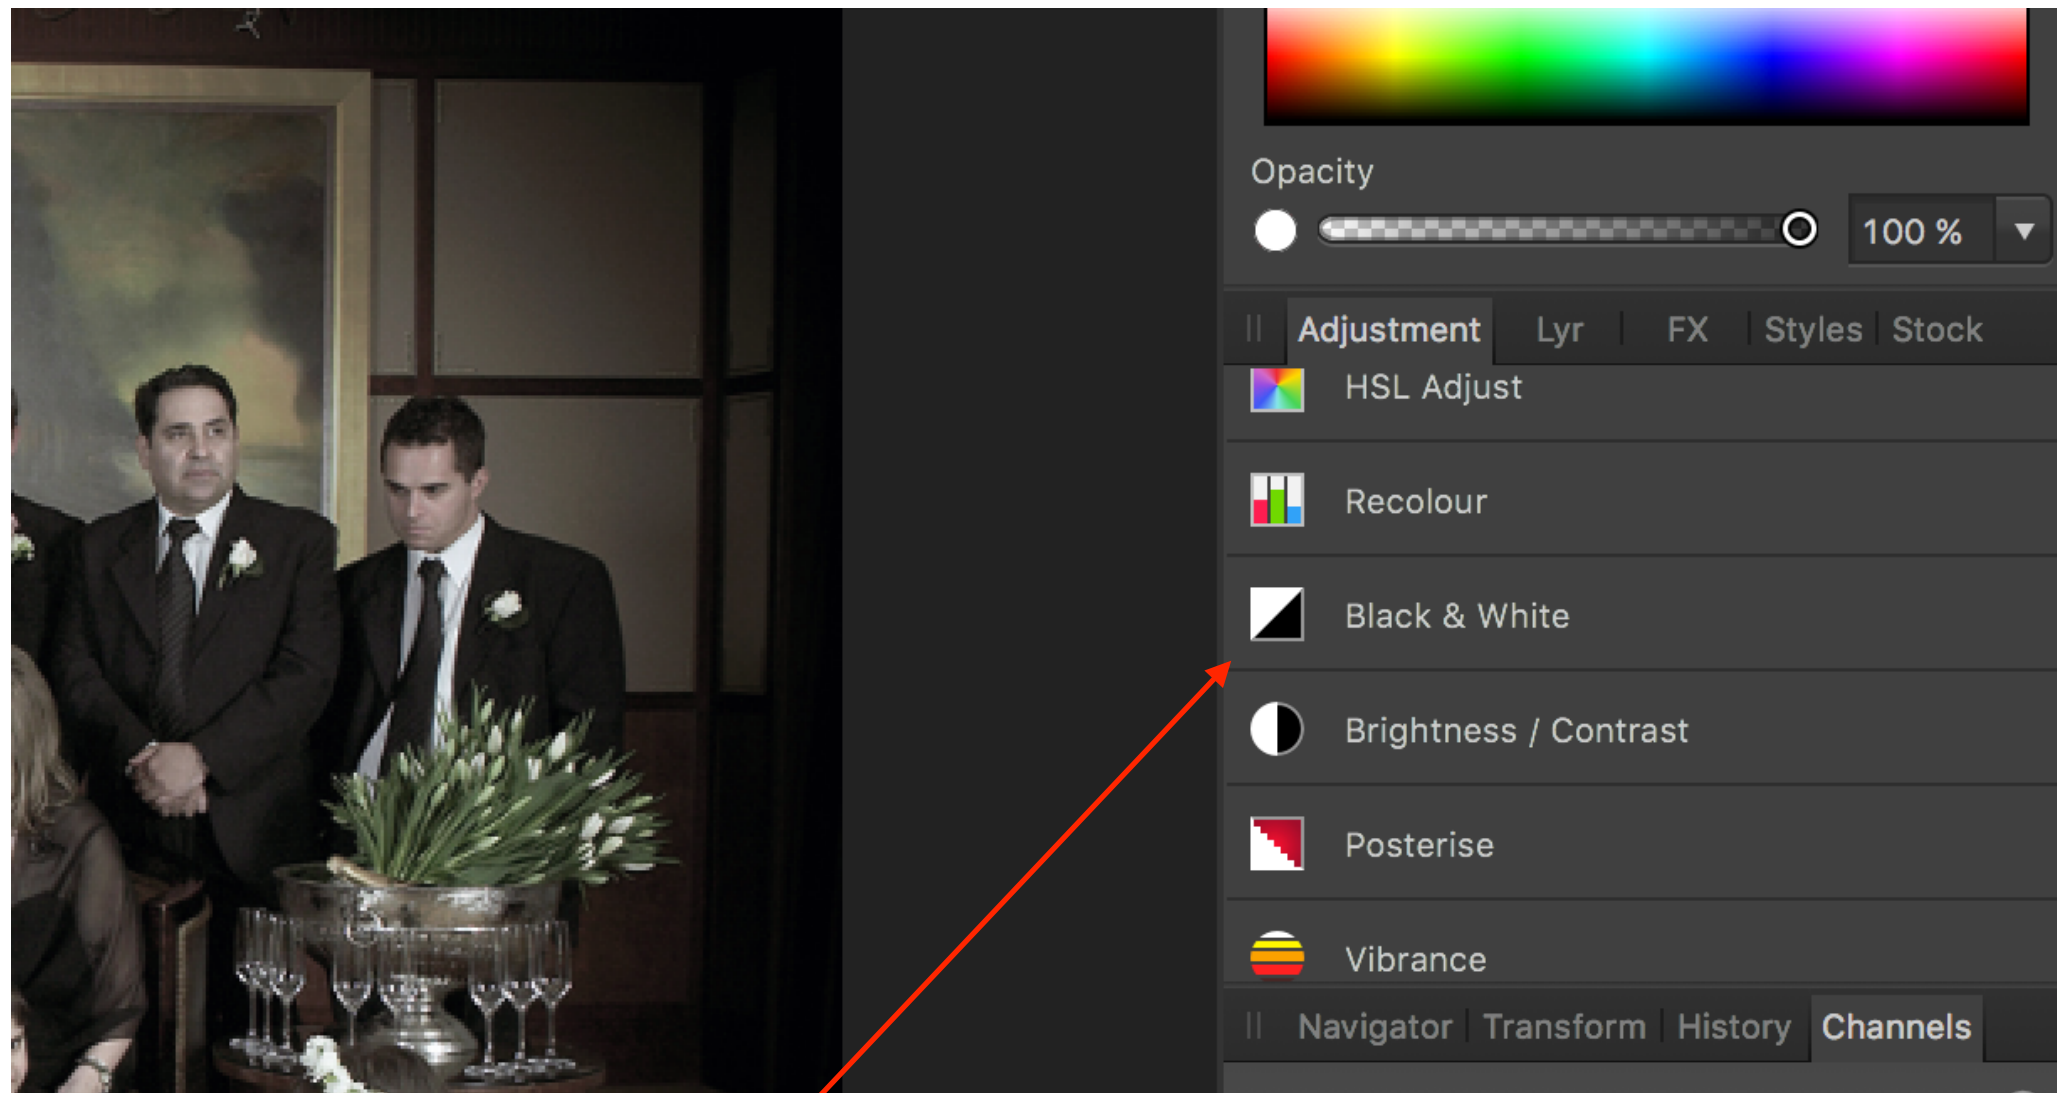 Opacity
100 %
Adjustment Lyr FX Styles Stock
HSL Adjust
Recolour
Black & White
Brightness / Contrast
Posterise
Vibrance
Navigator Transform History Channels